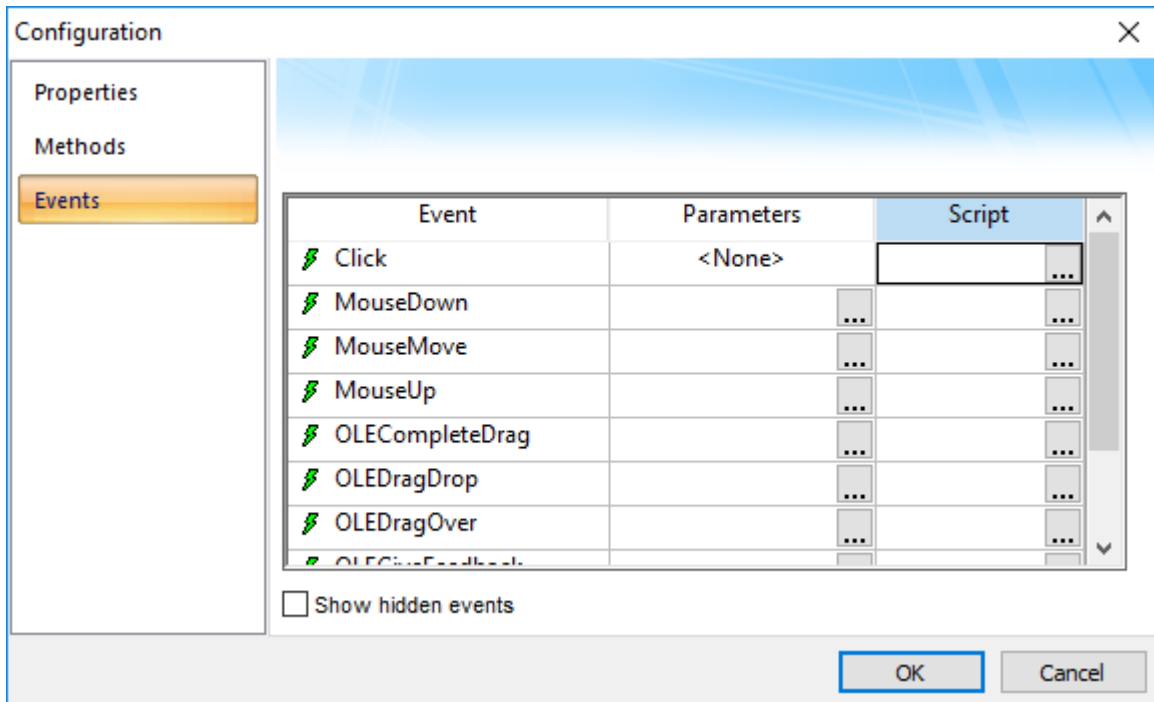 Configuration
Properties
Methods
Events
Event Parameters Script
Click <None> ...
MouseDown ... ...
MouseMove ... ...
MouseUp ... ...
OLECompleteDrag ... ...
OLEDragDrop ... ...
OLEDragOver ... ...
Show hidden events
OK Cancel